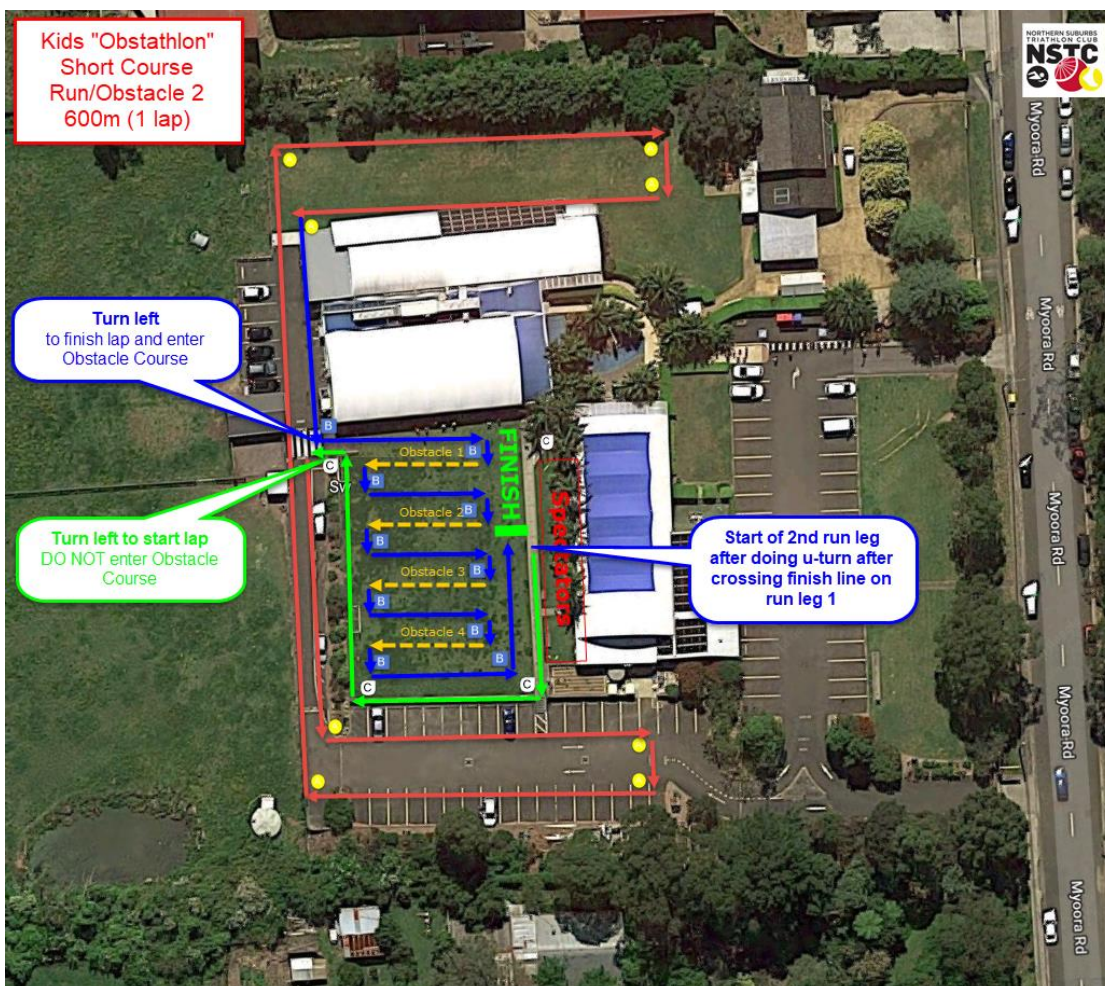 Kids "Obstathlon"
Short Course
Run/Obstacle 2
600m (1 lap)
NORTHERN SUBURBS
TRIATHLON CLUB
NSTC
Myoora Rd
Myoora Rd
Myoora Rd
Myoora Rd
Myoora Rd
Myoora Rd
Turn left
to finish lap and enter
Obstacle Course
B
Obstacle 1
B
B
B
Obstacle 2
B
B
Obstacle 3
B
B
Obstacle 4
B
B
B
FINISH
Spectators
C
C
Sv
C
C
Turn left to start lap
DO NOT enter Obstacle
Course
Start of 2nd run leg
after doing u-turn after
crossing finish line on
run leg 1